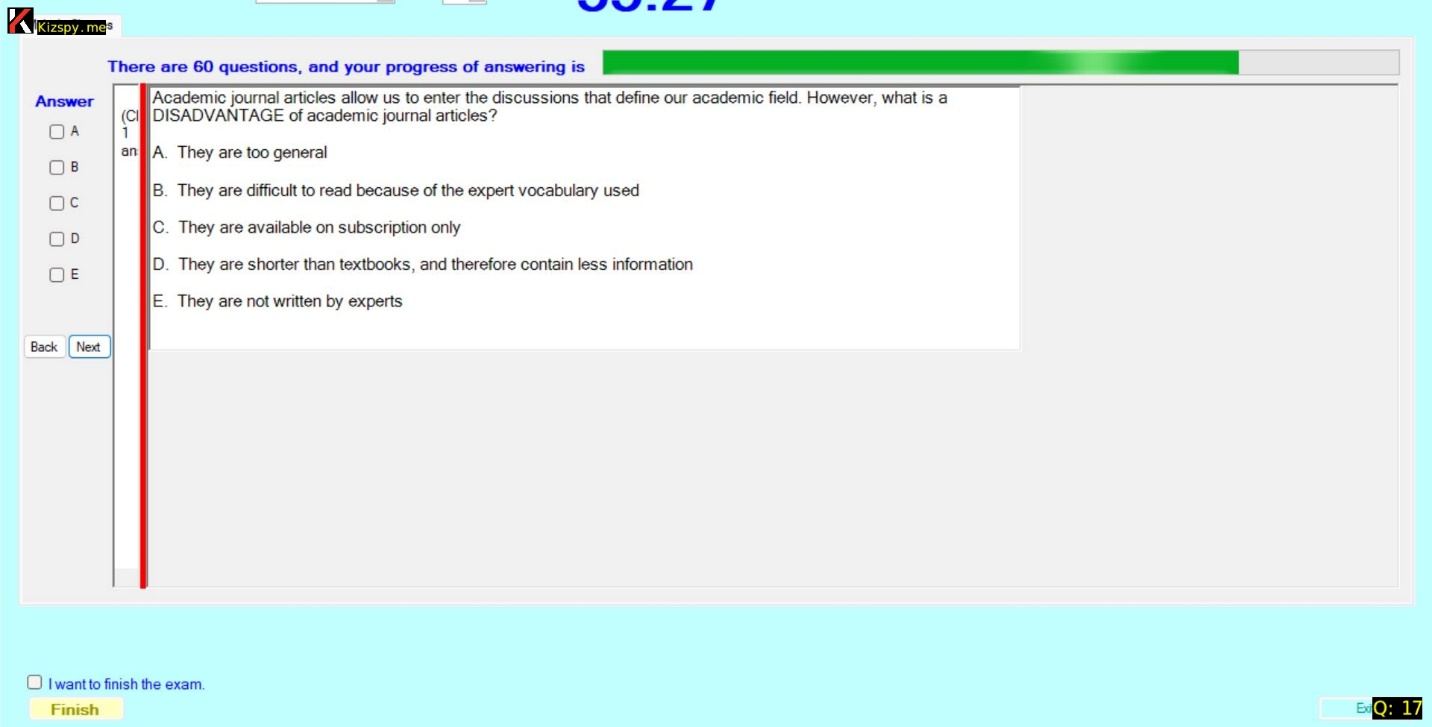 Kizspy.me
There are 60 questions, and your progress of answering is
Answer
A
B
C
D
E
Back Next
1
Academic journal articles allow us to enter the discussions that define our academic field. However, what is a
DISADVANTAGE of academic journal articles?
A. They are too general
B. They are difficult to read because of the expert vocabulary used
C. They are available on subscription only
D. They are shorter than textbooks, and therefore contain less information
E. They are not written by experts
I want to finish the exam.
Finish
Q: 17